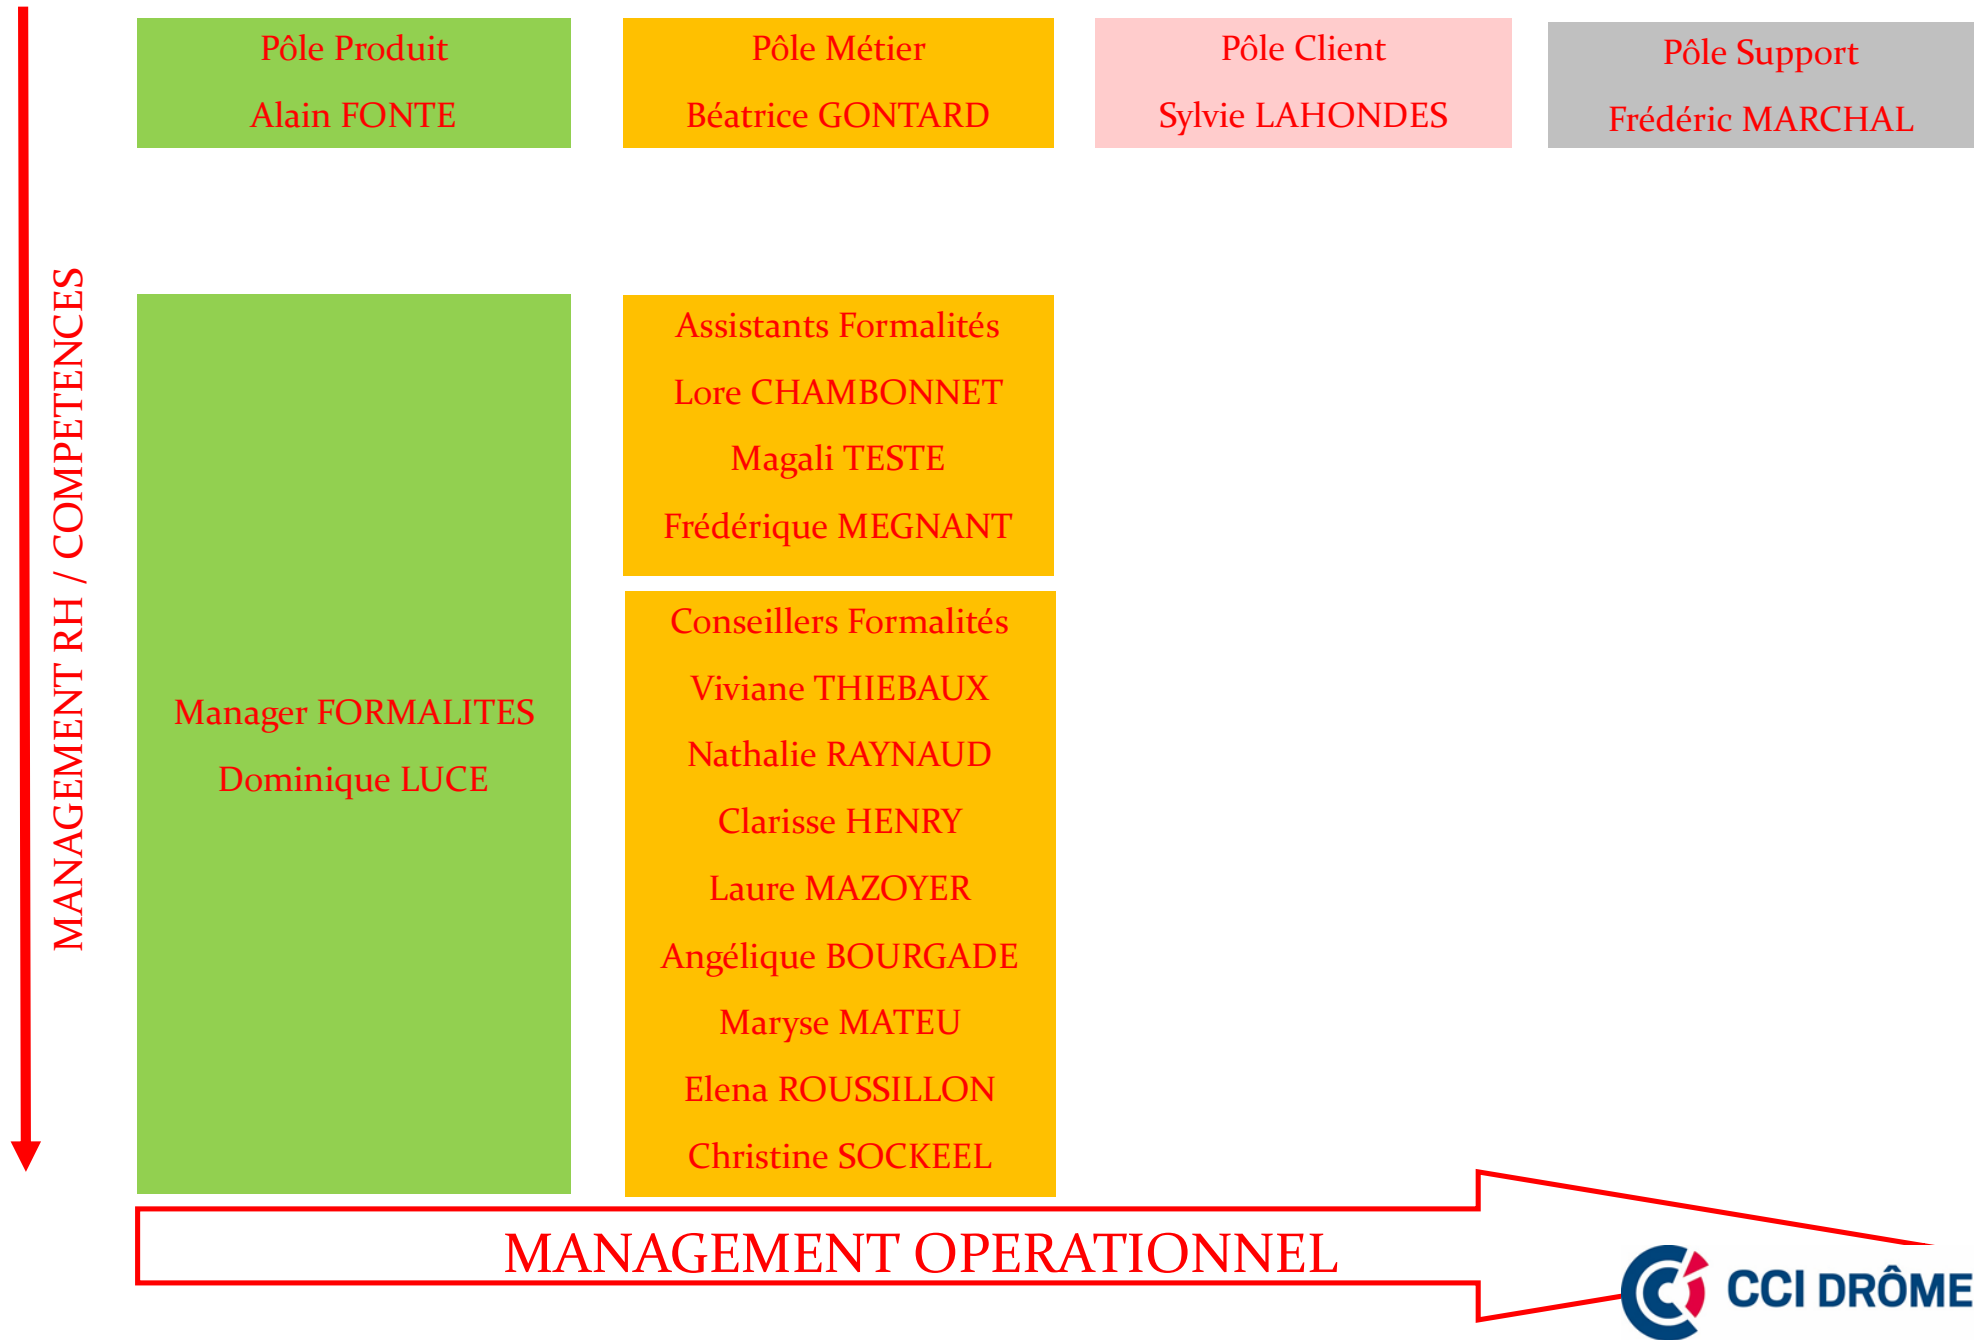 Pôle Produit
Alain FONTE
Pôle Métier
Béatrice GONTARD
Pôle Client
Sylvie LAHONDES
Pôle Support
Frédéric MARCHAL
MANAGEMENT RH / COMPETENCES
Manager FORMALITES
Dominique LUCE
Assistants Formalités
Lore CHAMBONNET
Magali TESTE
Frédérique MEGNANT
Conseillers Formalités
Viviane THIEBAUX
Nathalie RAYNAUD
Clarisse HENRY
Laure MAZOYER
Angélique BOURGADE
Maryse MATEU
Elena ROUSSILLON
Christine SOCKEEL
MANAGEMENT OPERATIONNEL
CCI DRÔME